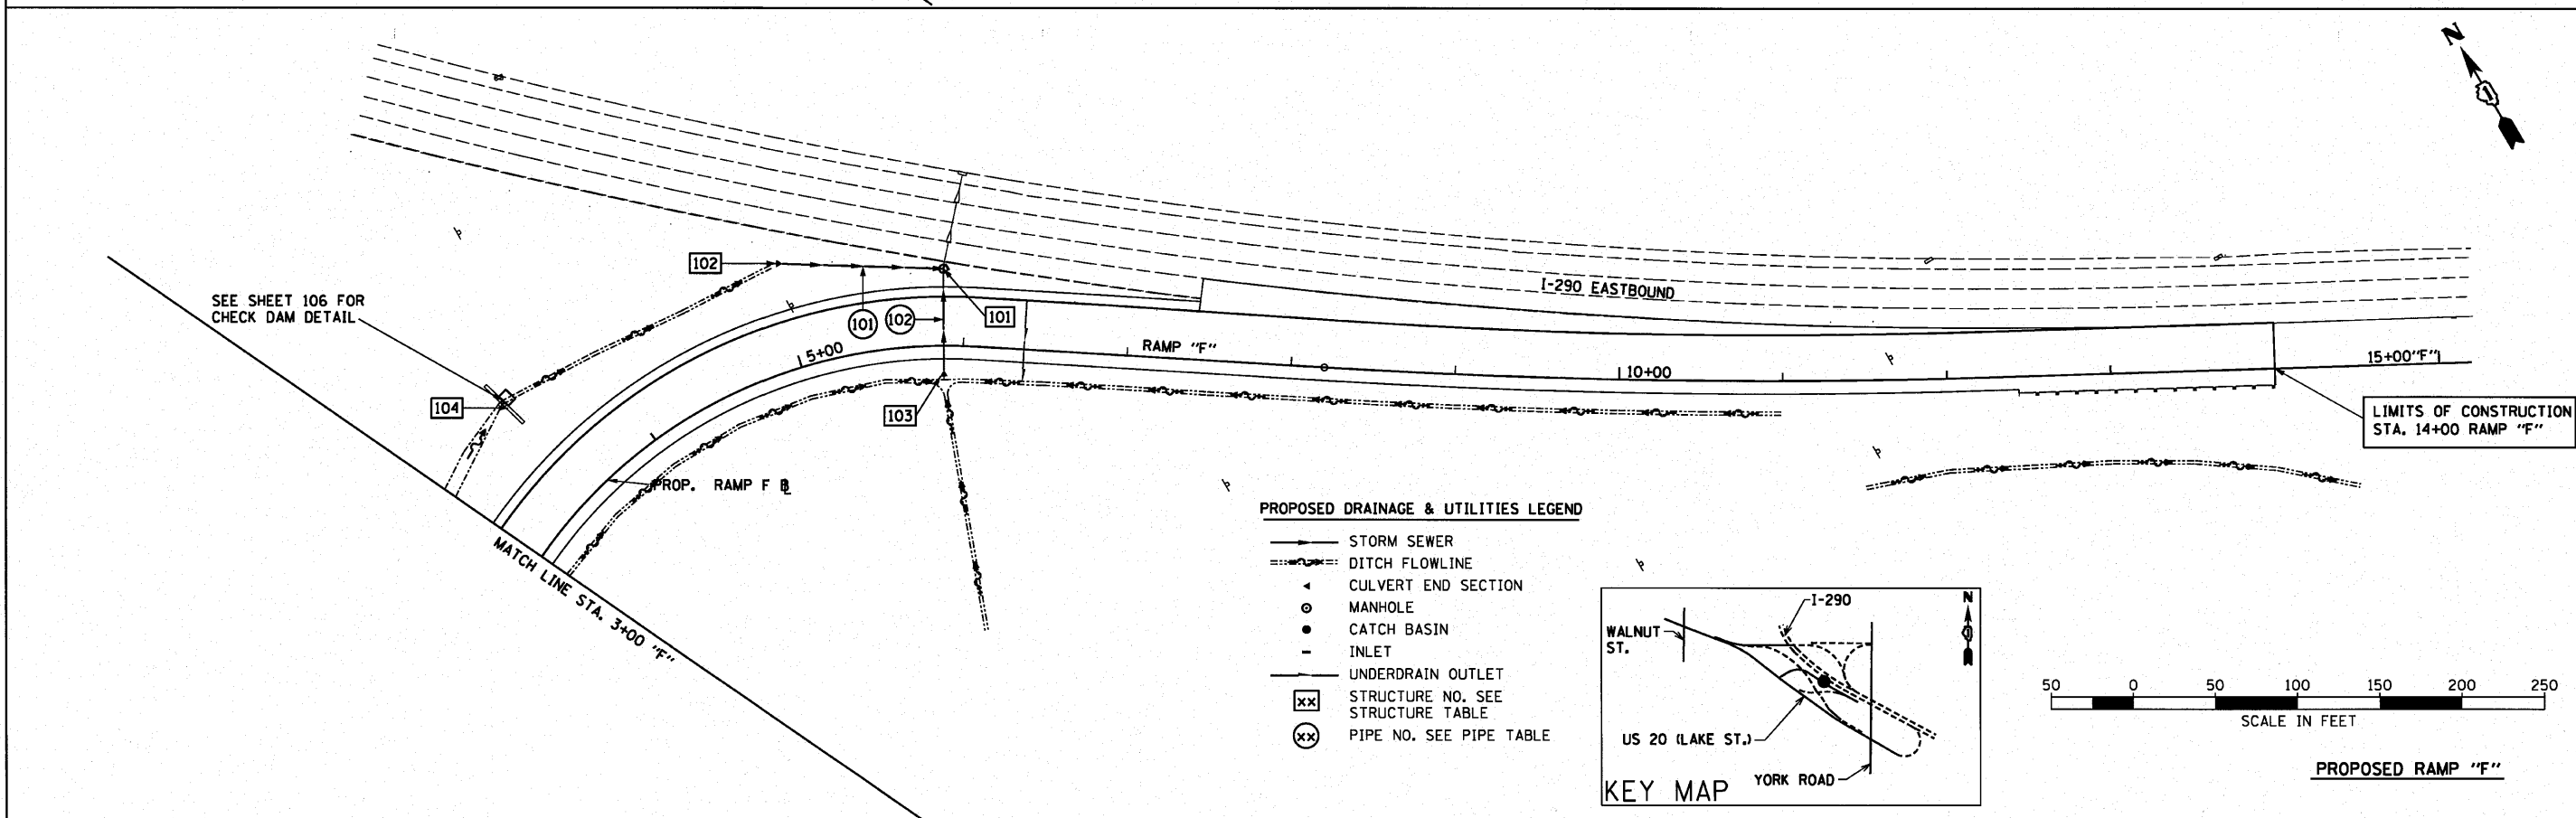 N
SEE SHEET 106 FOR
CHECK DAM DETAIL
102
104
101
102
101
103
I-290 EASTBOUND
5+00
RAMP "F"
10+00
15+00"F"
LIMITS OF CONSTRUCTION
STA. 14+00 RAMP "F"
PROP. RAMP F B
MATCH LINE STA. 3+00 "F"
PROPOSED DRAINAGE & UTILITIES LEGEND
STORM SEWER
DITCH FLOWLINE
CULVERT END SECTION
MANHOLE
CATCH BASIN
INLET
UNDERDRAIN OUTLET
XX STRUCTURE NO. SEE
STRUCTURE TABLE
XX PIPE NO. SEE PIPE TABLE
I-290
N
WALNUT
ST.
US 20 (LAKE ST.)
YORK ROAD
KEY MAP
50 0 50 100 150 200 250
SCALE IN FEET
PROPOSED RAMP "F"